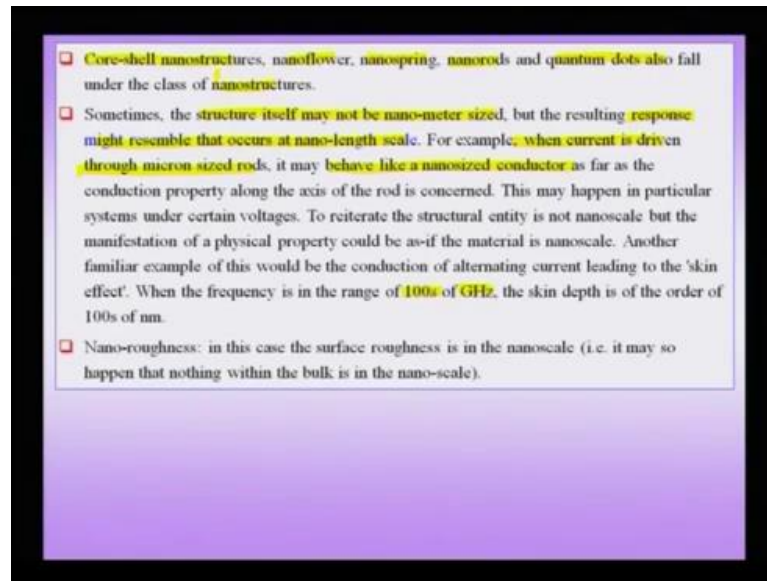 Core-shell nanostructures, nanoflower, nanospring, nanorods and quantum dots also fall
under the class of nanostructures.
Sometimes, the structure itself may not be nano-meter sized, but the resulting response
might resemble that occurs at nano-length scale. For example, when current is driven
through micron sized rods, it may behave like a nanosized conductor as far as the
conduction property along the axis of the rod is concerned. This may happen in particular
systems under certain voltages. To reiterate the structural entity is not nanoscale but the
manifestation of a physical property could be as-if the material is nanoscale. Another
familiar example of this would be the conduction of alternating current leading to the 'skin
effect'. When the frequency is in the range of 100s of GHz, the skin depth is of the order of
100s of nm.
Nano-roughness: in this case the surface roughness is in the nanoscale (i.e. it may so
happen that nothing within the bulk is in the nano-scale).